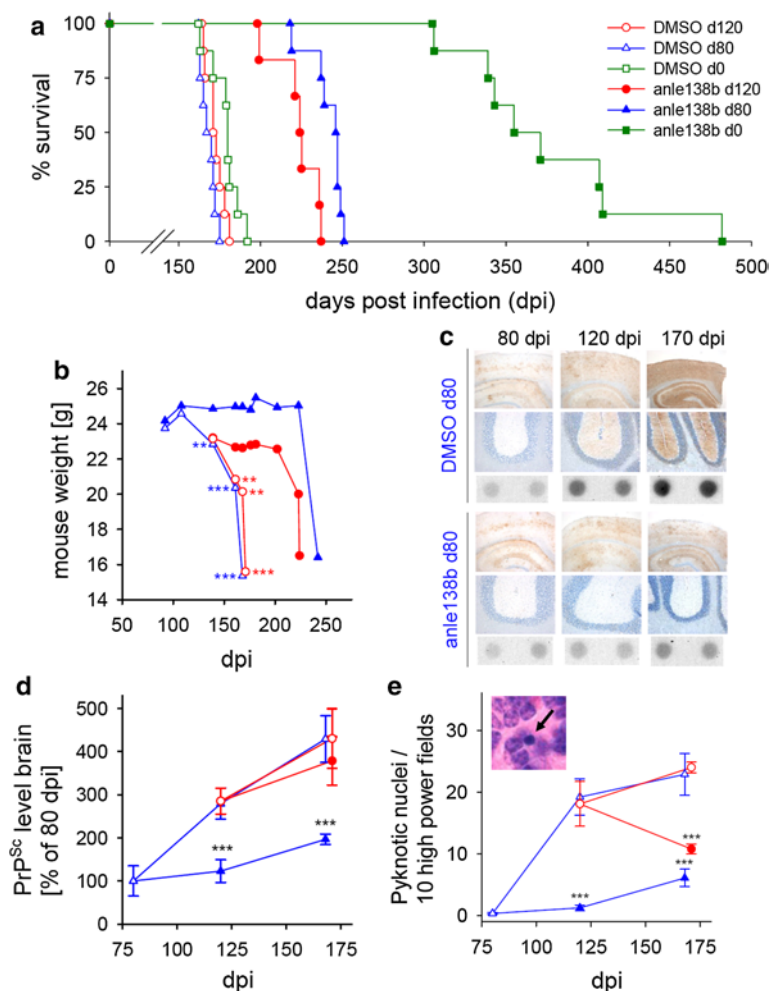 a
% survival
100
75
50
25
0
0 150 200 250 300 350 400 450 500
days post infection (dpi)
DMSO d120
DMSO d80
DMSO d0
anle138b d120
anle138b d80
anle138b d0
b
mouse weight [g]
26
24
22
20
18
16
14
50 100 150 200 250
dpi
**
***
***
**
**
***
c
80 dpi 120 dpi 170 dpi
DMSO d80
anle138b d80
d
PrPSc level brain
[% of 80 dpi]
500
400
300
200
100
0
75 100 125 150 175
dpi
***
***
e
Pyknotic nuclei /
10 high power fields
30
20
10
0
75 100 125 150 175
dpi
***
***
***